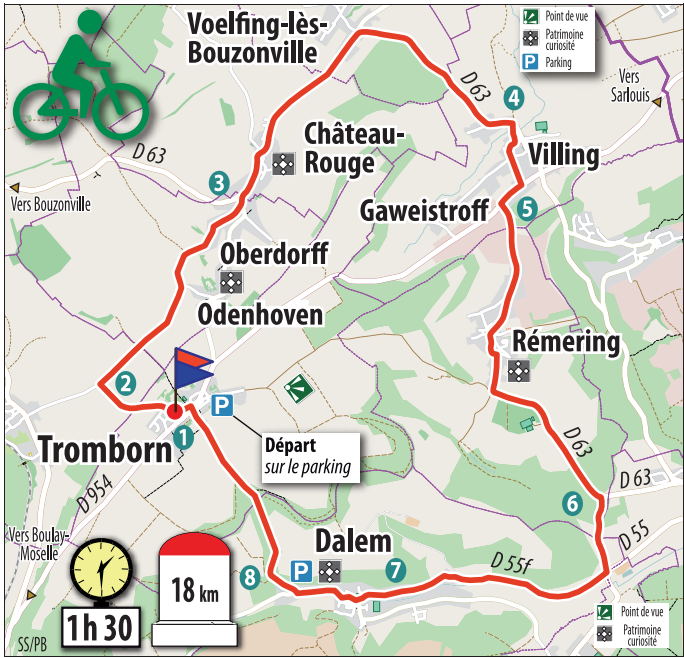 Voelfing-lès-
Bouzonville
Point de vue
Patrimoine
curiosité
P Parking
D 63
4
Vers
Sarlouis
Château-
Rouge
Villing
D 63
3
Vers Bouzonville
Gaweistroff
5
Oberdorff
Odenhoven
Rémering
2
P
1
Tromborn
Départ
sur le parking
D 63
D 63
D 954
6
D 55
Vers Boulay-
Moselle
Dalem
8
P
7
D 55f
18 km
1 h 30
Point de vue
Patrimoine
curiosité
SS/PB